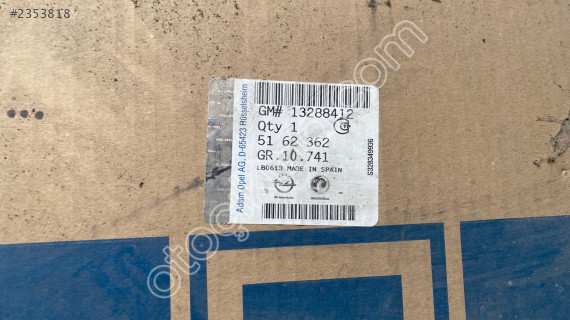 #2353818
GM# 13288412
Qty 1
51 62 362
GR.10.741
LB0613 MADE IN SPAIN
Adam Opel AG, D-65423 Rüsselsheim
S328349936